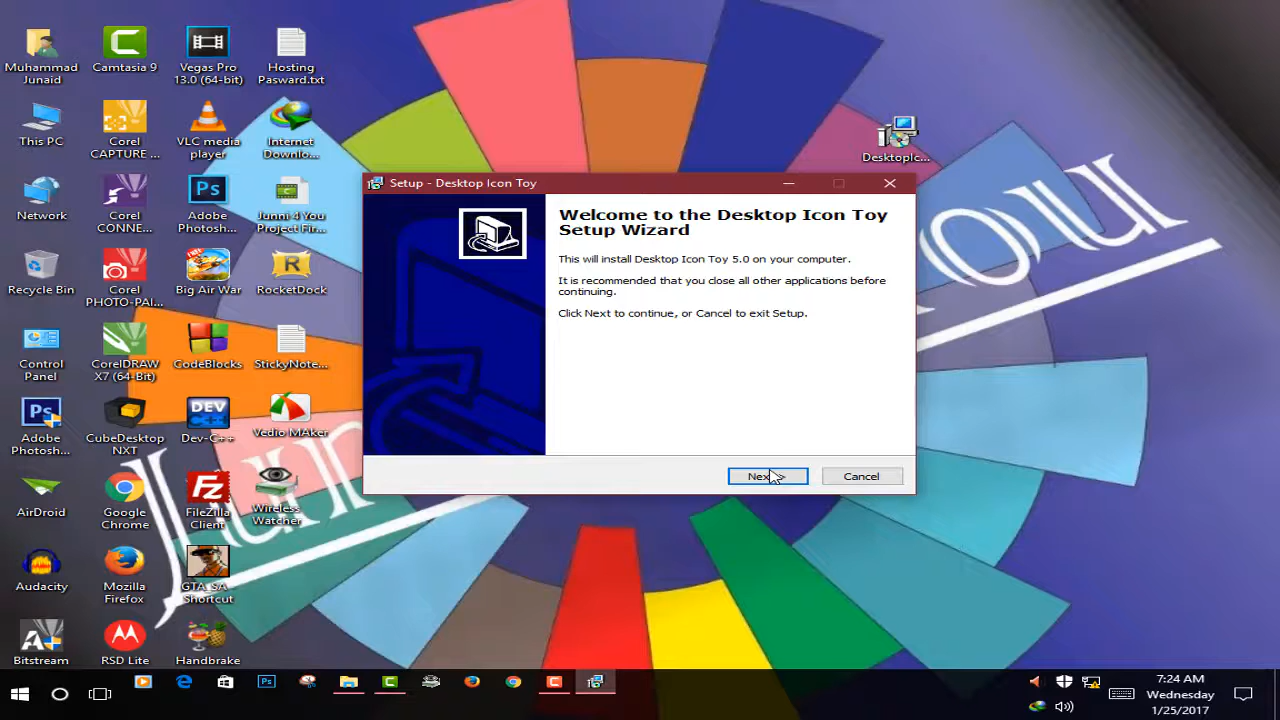 Muhammad
Junaid
Camtasia 9
Vegas Pro
13.0 (64-bit)
Hosting
Pasward.txt
This PC
Corel
CAPTURE ...
VLC media
player
Internet
Downlo...
DesktopIc...
Network
Corel
CONNE...
Adobe
Photosh...
Junni 4 You
Project Fir...
Recycle Bin
Corel
PHOTO-PAI...
Big Air War
RocketDock
Control
Panel
CorelDRAW
X7 (64-Bit)
CodeBlocks
StickyNote...
Adobe
Photosh...
CubeDesktop
NXT
Dev-C++
Vedio MAker
AirDroid
Google
Chrome
FileZilla
Client
Wireless
Watcher
Audacity
Mozilla
Firefox
GTA_SA
Shortcut
Bitstream
RSD Lite
Handbrake
Setup - Desktop Icon Toy
Welcome to the Desktop Icon Toy
Setup Wizard
This will install Desktop Icon Toy 5.0 on your computer.
It is recommended that you close all other applications before
continuing.
Click Next to continue, or Cancel to exit Setup.
Next >
Cancel
7:24 AM
Wednesday
1/25/2017